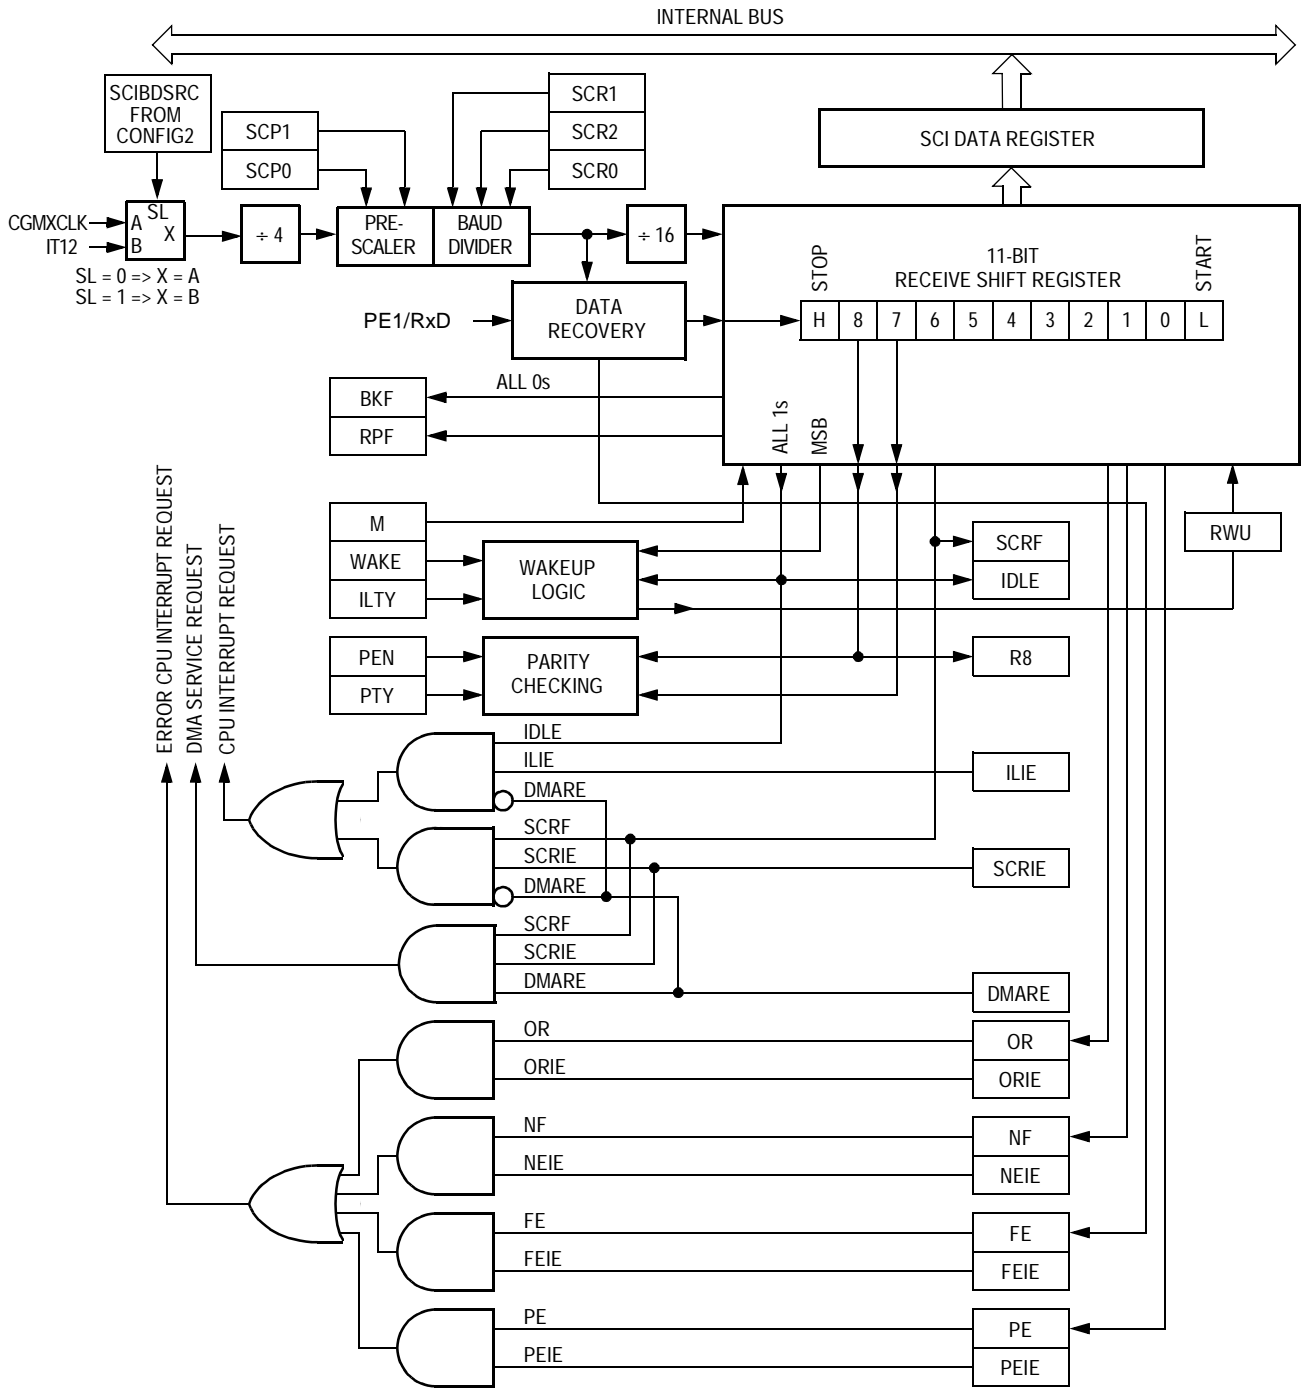 INTERNAL BUS
SCIBDSRC
FROM
CONFIG2
SCP1
SCP0
SCR1
SCR2
SCR0
SCI DATA REGISTER
CGMXCLK
IT12
A
B
SL
X
SL = 0 => X = A
SL = 1 => X = B
÷ 4
PRE-
SCALER
BAUD
DIVIDER
÷ 16
PE1/RxD
DATA
RECOVERY
STOP
11-BIT
RECEIVE SHIFT REGISTER
START
H 8 7 6 5 4 3 2 1 0 L
ALL 0s
BKF
RPF
ALL 1s
MSB
M
WAKE
ILTY
WAKEUP
LOGIC
SCRF
IDLE
RWU
PEN
PTY
PARITY
CHECKING
R8
ERROR CPU INTERRUPT REQUEST
DMA SERVICE REQUEST
CPU INTERRUPT REQUEST
IDLE
ILIE
DMARE
ILIE
SCRF
SCRIE
DMARE
SCRIE
SCRF
SCRIE
DMARE
DMARE
OR
ORIE
OR
ORIE
NF
NEIE
NF
NEIE
FE
FEIE
FE
FEIE
PE
PEIE
PE
PEIE